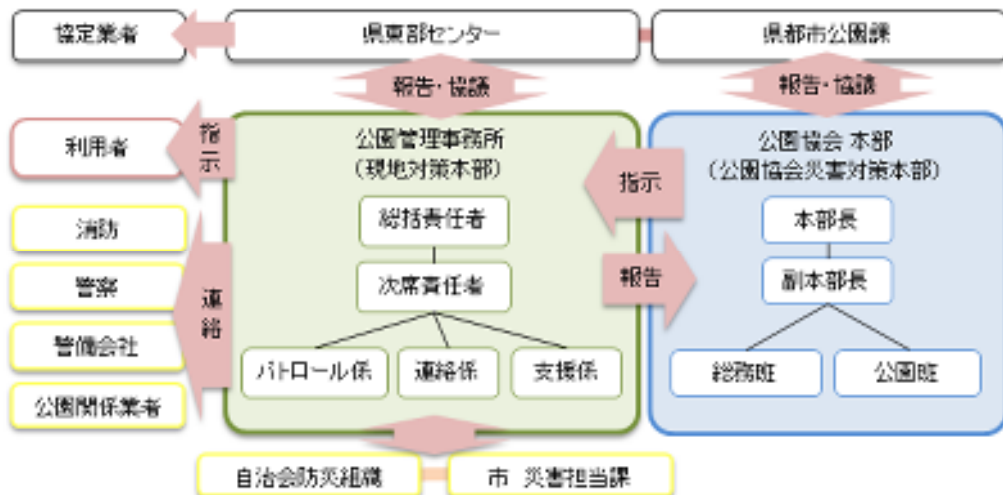 協定業者
県東部センター
県都市公園課
報告・協議
報告・協議
利用者
指示
公園管理事務所
（現地対策本部）
公園協会 本部
（公園協会災害対策本部）
指示
総括責任者
本部長
消防
警察
警備会社
公園関係業者
連絡
次席責任者
報告
副本部長
パトロール係
連絡係
支援係
総務班
公園班
自治会防災組織
市 災害担当課